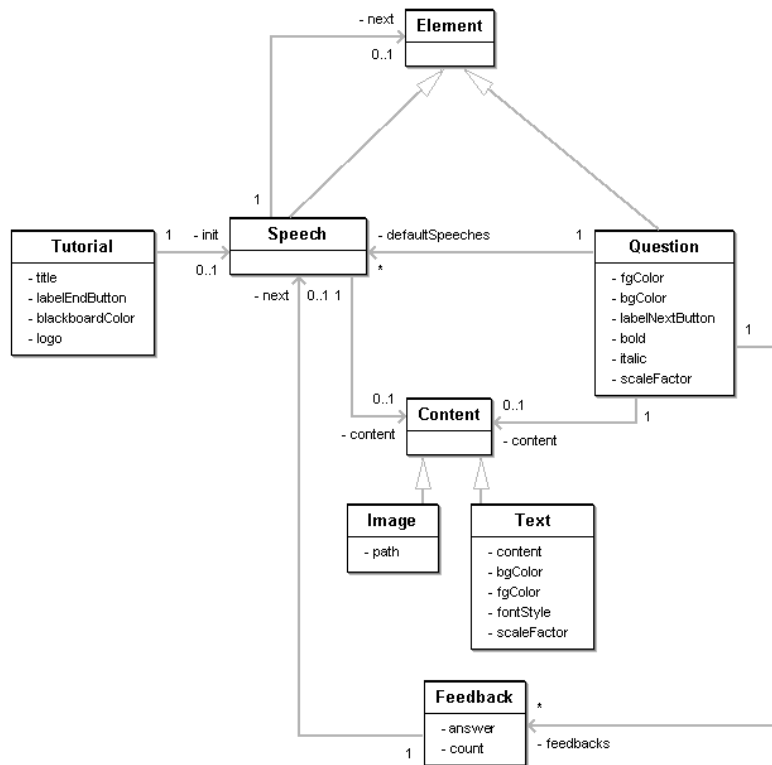 - next
Element
0..1
1
1
- init
Speech
- defaultSpeeches
1
Tutorial
Question
0..1
*
- title
- labelEndButton
- blackboardColor
- logo
- fgColor
- bgColor
- labelNextButton
- bold
- italic
- scaleFactor
- next
0..1
1
1
0..1
Content
0..1
1
- content
- content
Image
- path
Text
- content
- bgColor
- fgColor
- fontStyle
- scaleFactor
Feedback
- answer
- count
*
- feedbacks
1